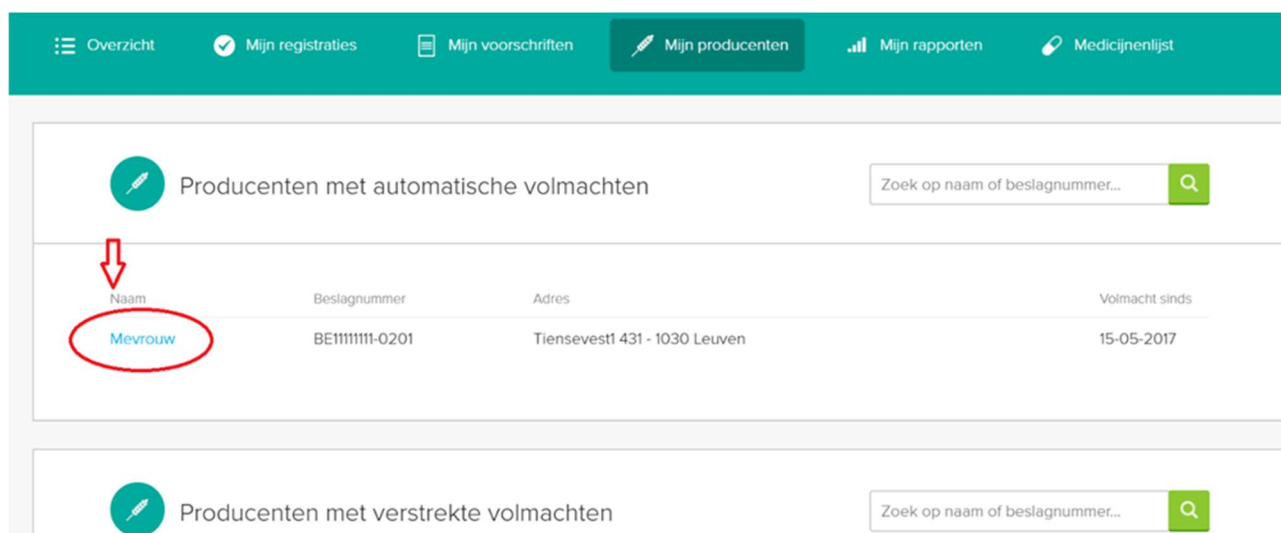 Overzicht Mijn registraties Mijn voorschriften Mijn producenten Mijn rapporten Medicijnenlijst
Producenten met automatische volmachten Zoek op naam of beslagnummer...
Naam Beslagnummer Adres Volmacht sinds
Mevrouw BE11111111-0201 Tiensevest1 431 - 1030 Leuven 15-05-2017
Producenten met verstrekte volmachten Zoek op naam of beslagnummer...